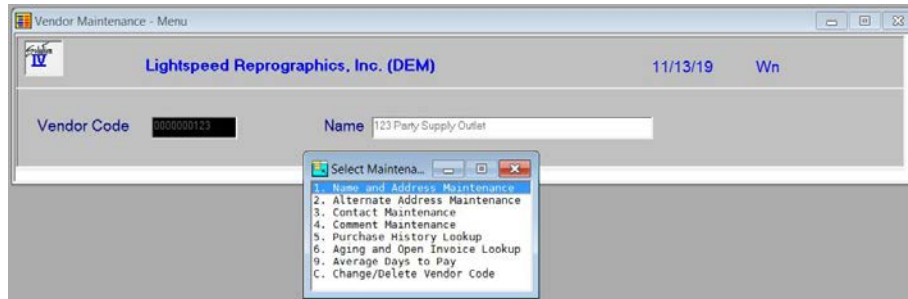 Vendor Maintenance - Menu
IV
Lightspeed Reprographics, Inc. (DEM) 11/13/19 Wn
Vendor Code 0000000123 Name 123 Party Supply Outlet
Select Maintena...
1. Name and Address Maintenance
2. Alternate Address Maintenance
3. Contact Maintenance
4. Comment Maintenance
5. Purchase History Lookup
6. Aging and Open Invoice Lookup
9. Average Days to Pay
C. Change/Delete Vendor Code